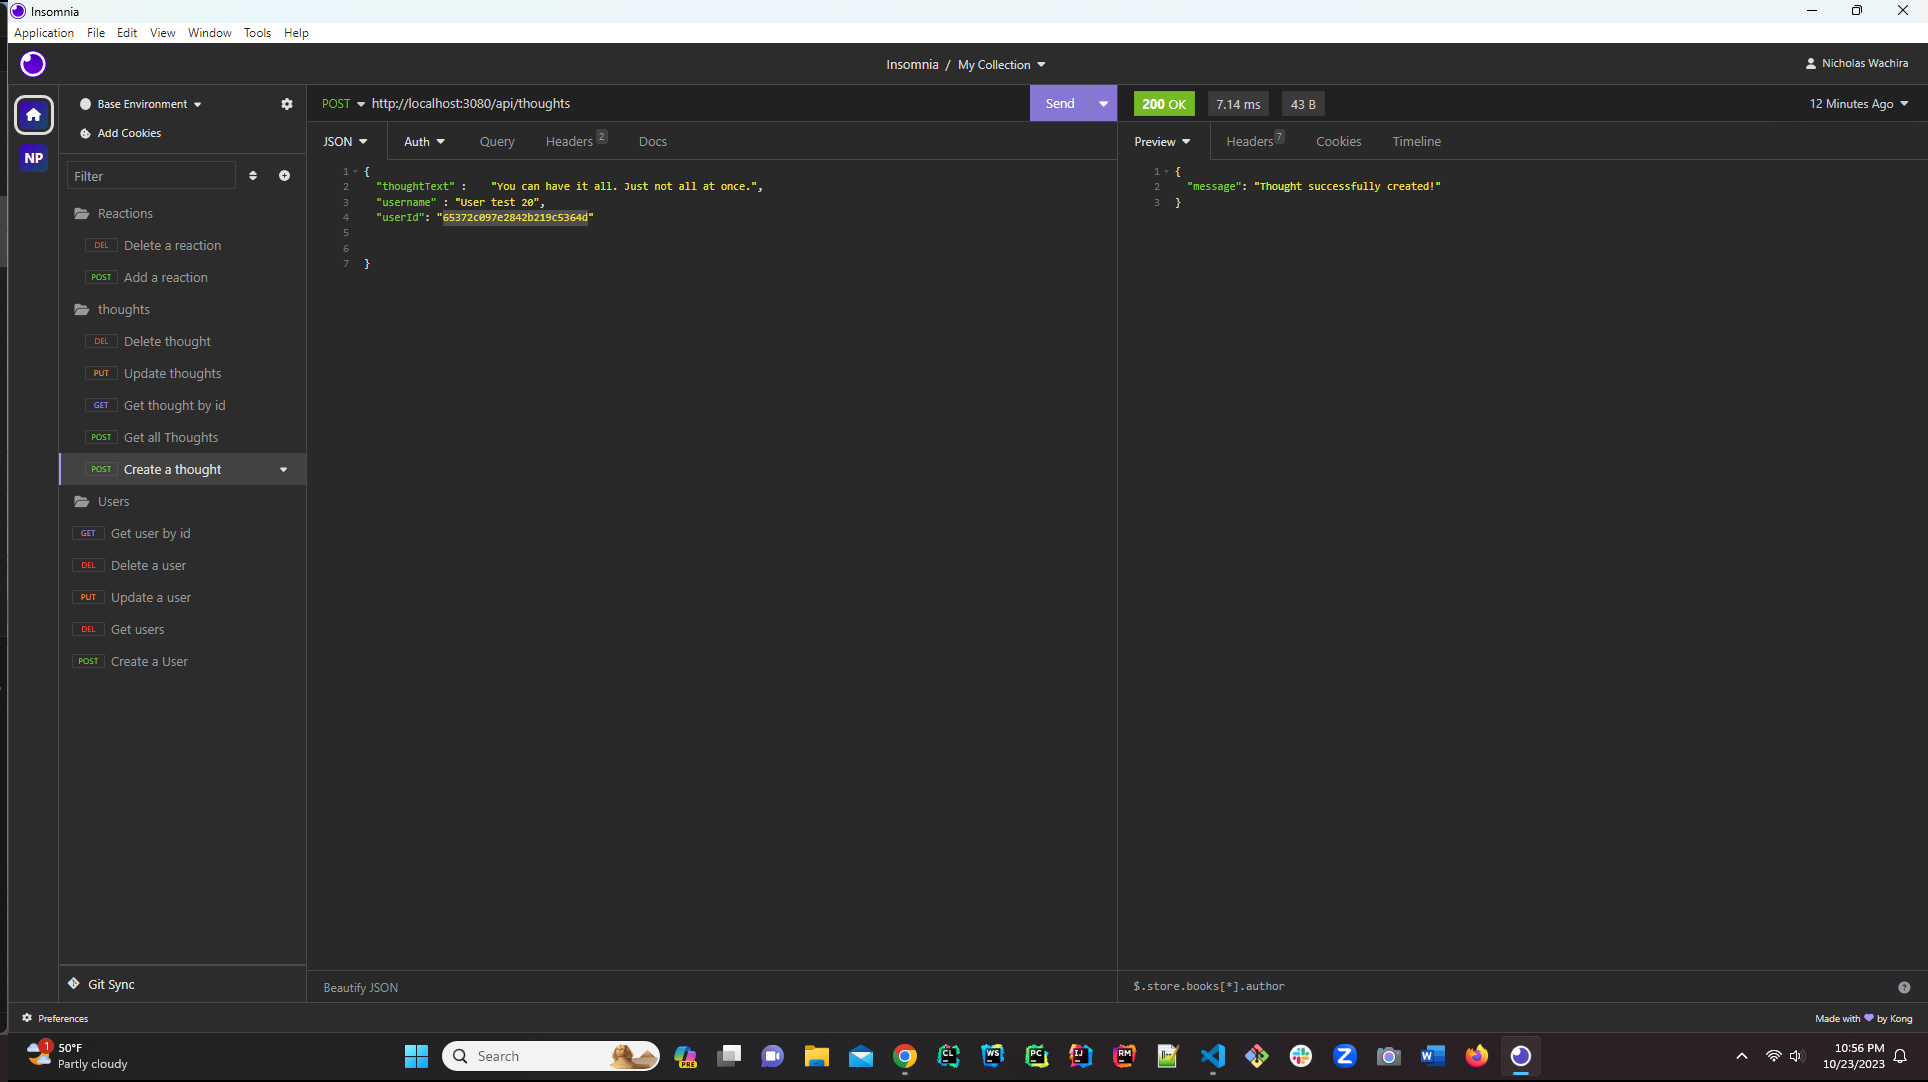 Insomnia
Application File Edit View Window Tools Help
Insomnia / My Collection
Nicholas Wachira
Base Environment
Add Cookies
NP
Filter
Reactions
DEL Delete a reaction
POST Add a reaction
thoughts
DEL Delete thought
PUT Update thoughts
GET Get thought by id
POST Get all Thoughts
POST Create a thought
Users
GET Get user by id
DEL Delete a user
PUT Update a user
DEL Get users
POST Create a User
Git Sync
POST http://localhost:3080/api/thoughts Send
JSON Auth Query Headers 2 Docs
1 {
2 "thoughtText" : "You can have it all. Just not all at once.",
3 "username" : "User test 20",
4 "userId": "65372c097e2842b219c5364d"
5
6
7 }
Beautify JSON
200 OK 7.14 ms 43 B 12 Minutes Ago
Preview Headers 7 Cookies Timeline
1 {
2 "message": "Thought successfully created!"
3 }
$.store.books[*].author
Preferences
Made with by Kong
1
50°F
Partly cloudy
Search
PRE
CL
WS
PC
IJ
RM
W
10:56 PM
10/23/2023